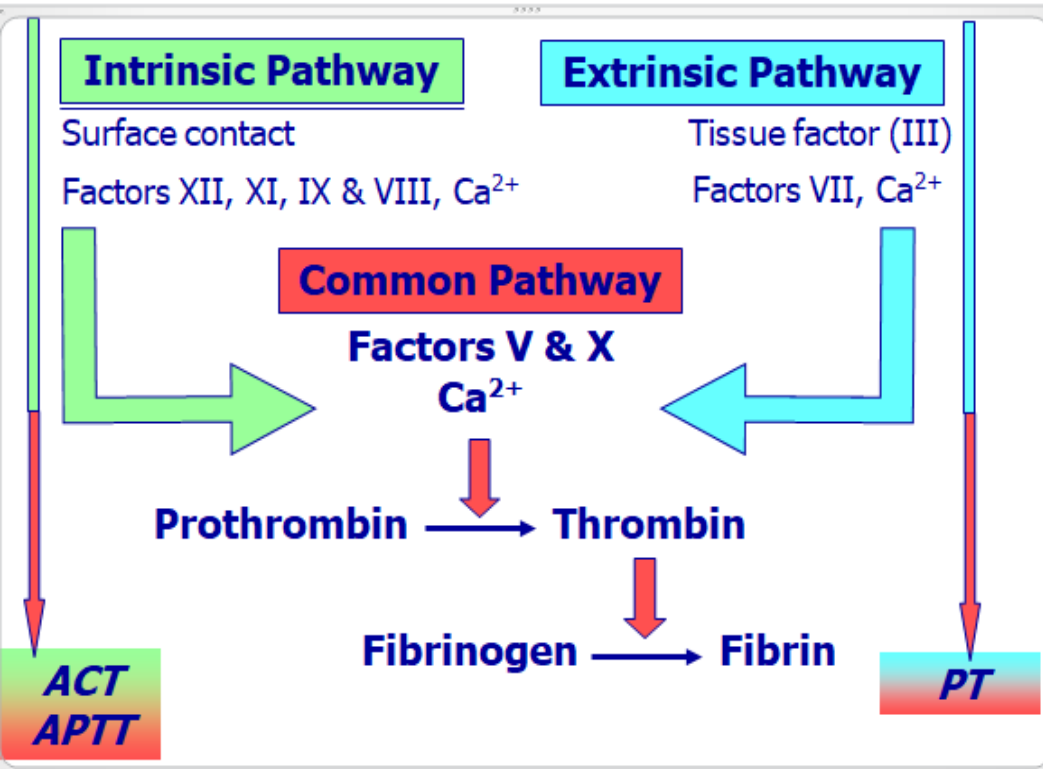 Intrinsic Pathway
Extrinsic Pathway
Surface contact
Tissue factor (III)
Factors XII, XI, IX & VIII, Ca²⁺
Factors VII, Ca²⁺
Common Pathway
Factors V & X
Ca²⁺
Prothrombin
Thrombin
Fibrinogen
Fibrin
ACT
APTT
PT